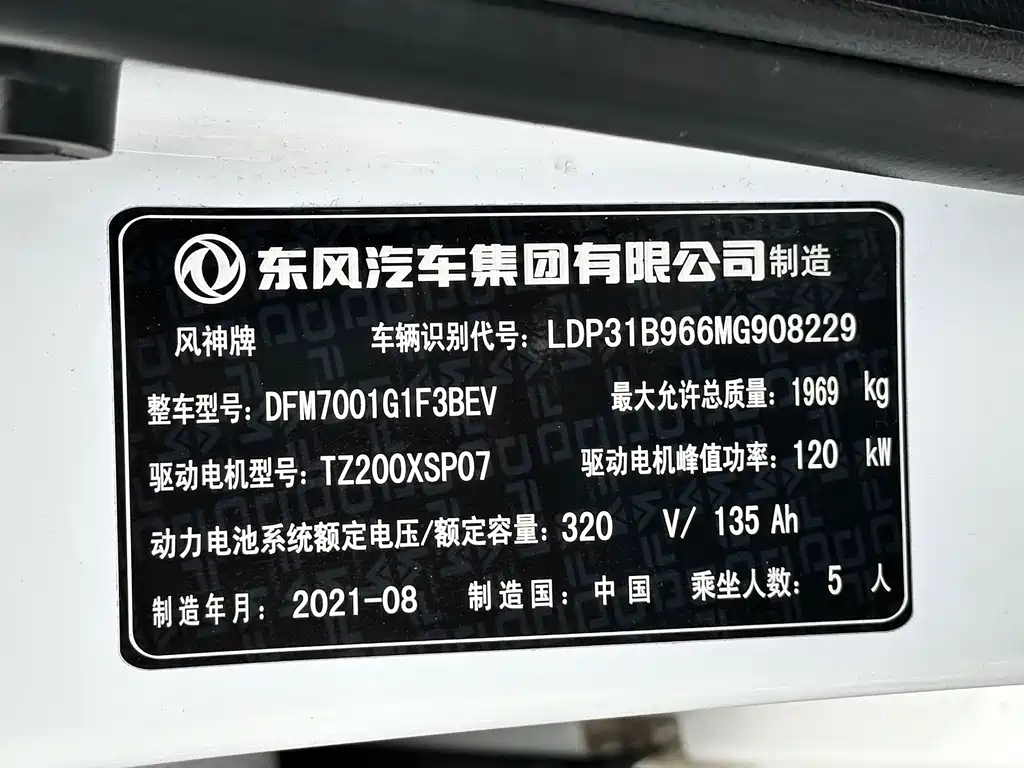 东风汽车集团有限公司制造
风神牌 车辆识别代号：LDP31B966MG908229
整车型号：DFM7001G1F3BEV 最大允许总质量：1969 kg
驱动电机型号：TZ200XSP07 驱动电机峰值功率：120 kW
动力电池系统额定电压/额定容量：320 V/ 135 Ah
制造年月：2021-08 制造国：中国 乘坐人数：5 人